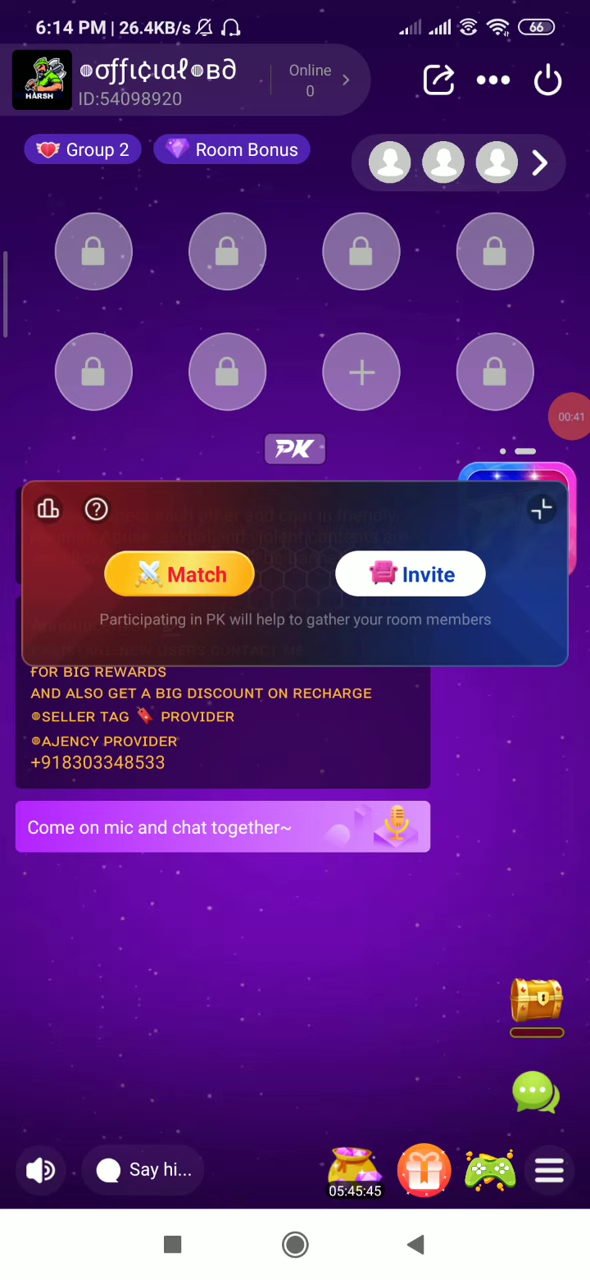 6:14 PM | 26.4KB/s
66
HARSH
๏σƒƒιςιαℓ๏в∂
ID:54098920
Online
0
Group 2
Room Bonus
00:41
PK
Match
Invite
Participating in PK will help to gather your room members
FOR BIG REWARDS
AND ALSO GET A BIG DISCOUNT ON RECHARGE
๏SELLER TAG 🔖 PROVIDER
๏AJENCY PROVIDER
+918303348533
Come on mic and chat together~
05:45:45
Say hi...